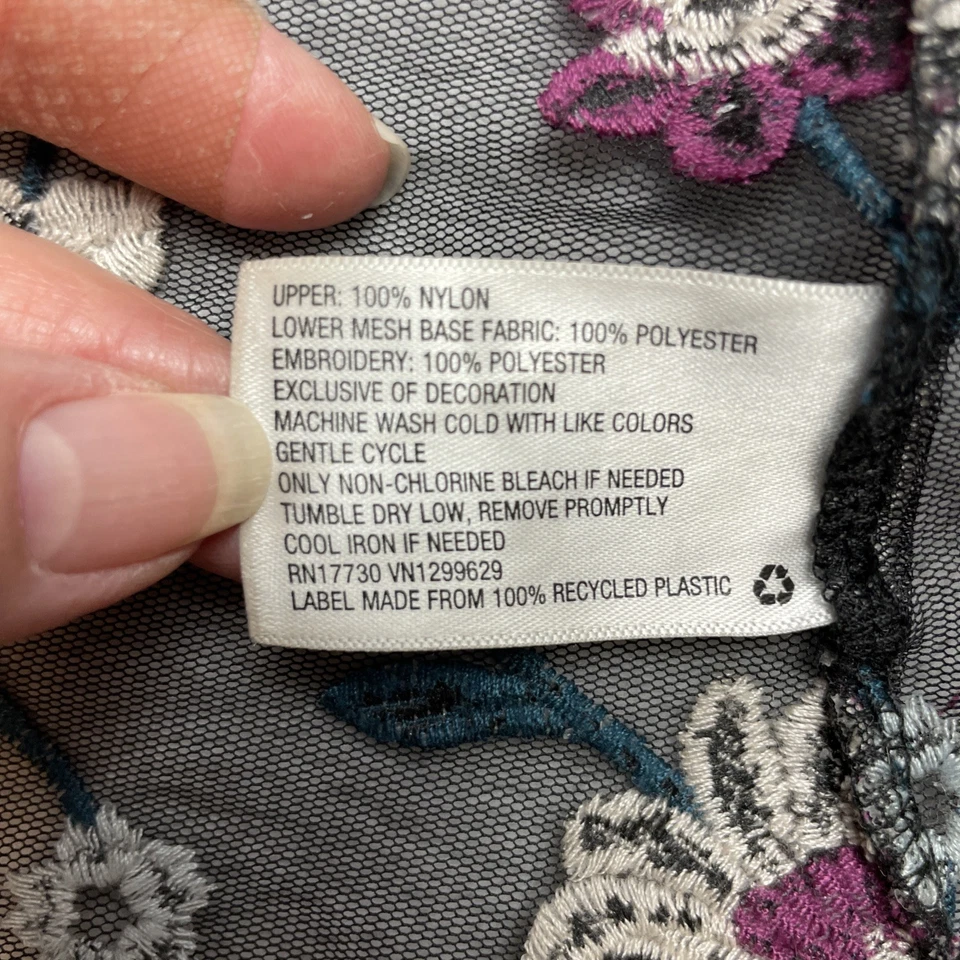 UPPER: 100% NYLON
LOWER MESH BASE FABRIC: 100% POLYESTER
EMBROIDERY: 100% POLYESTER
EXCLUSIVE OF DECORATION
MACHINE WASH COLD WITH LIKE COLORS
GENTLE CYCLE
ONLY NON-CHLORINE BLEACH IF NEEDED
TUMBLE DRY LOW, REMOVE PROMPTLY
COOL IRON IF NEEDED
RN17730 VN1299629
LABEL MADE FROM 100% RECYCLED PLASTIC